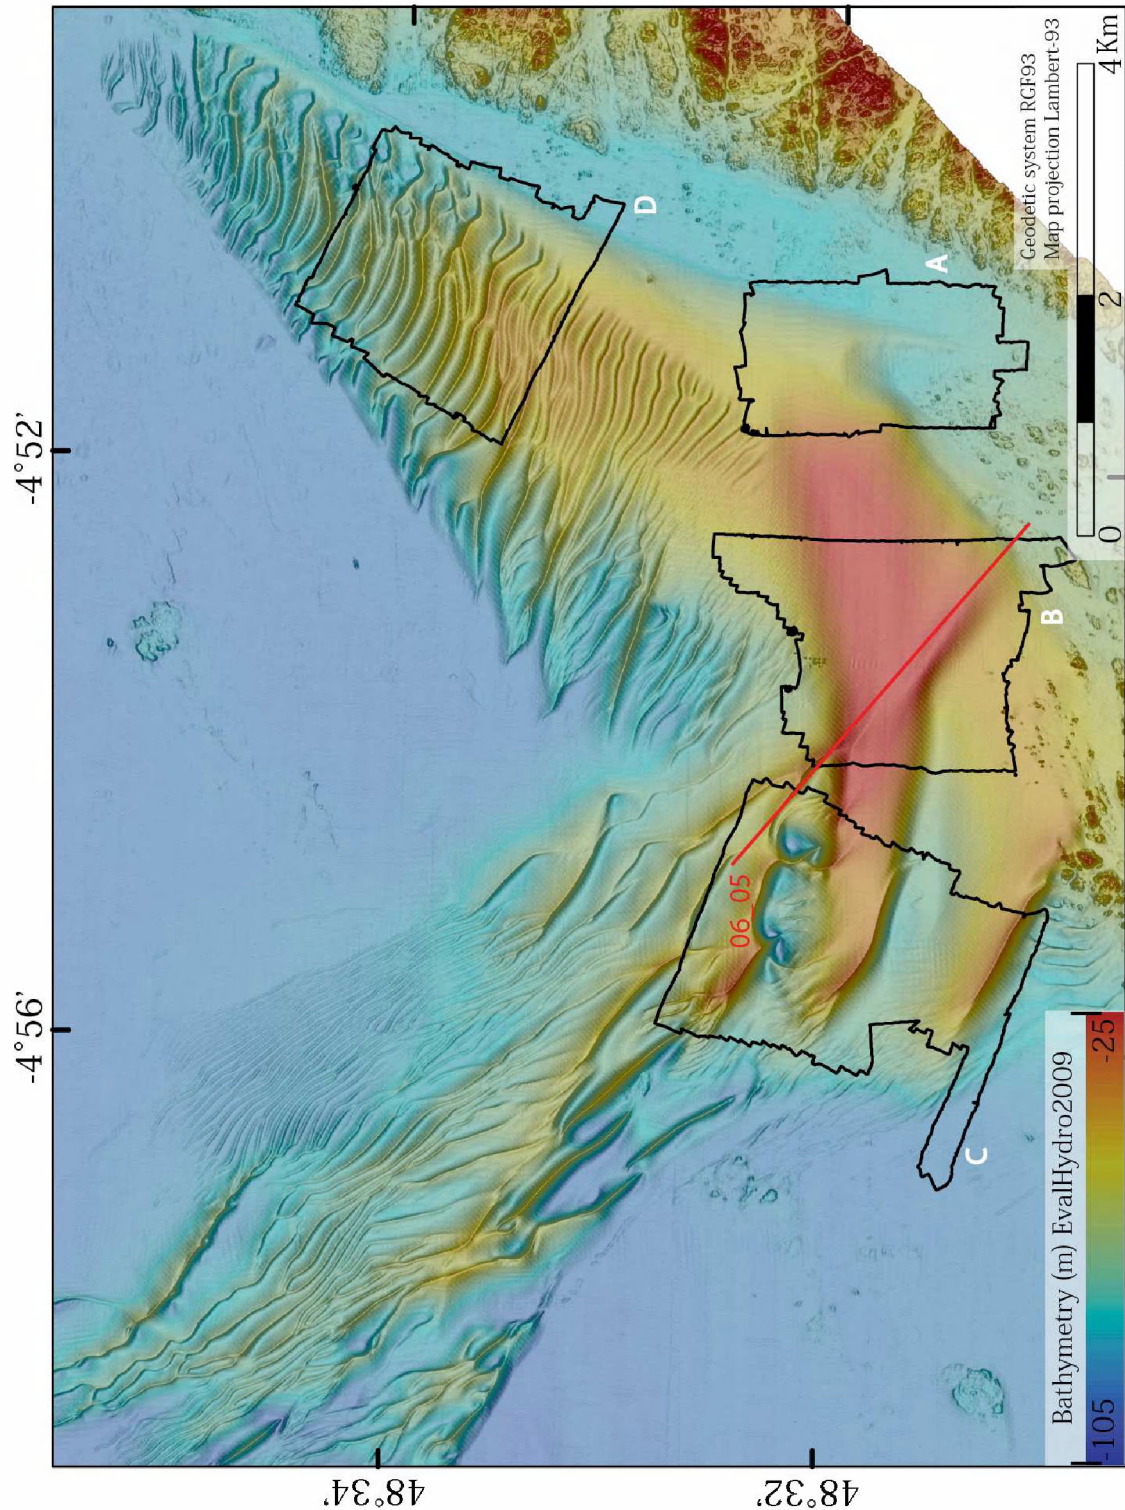 -4°56’
-4°52’
48°34’
48°32’
06_05
A
B
C
D
Geodetic system RGF93
Map projection Lambert-93
0 2 4 Km
Bathymetry (m) EvalHydro2009
-105 -25